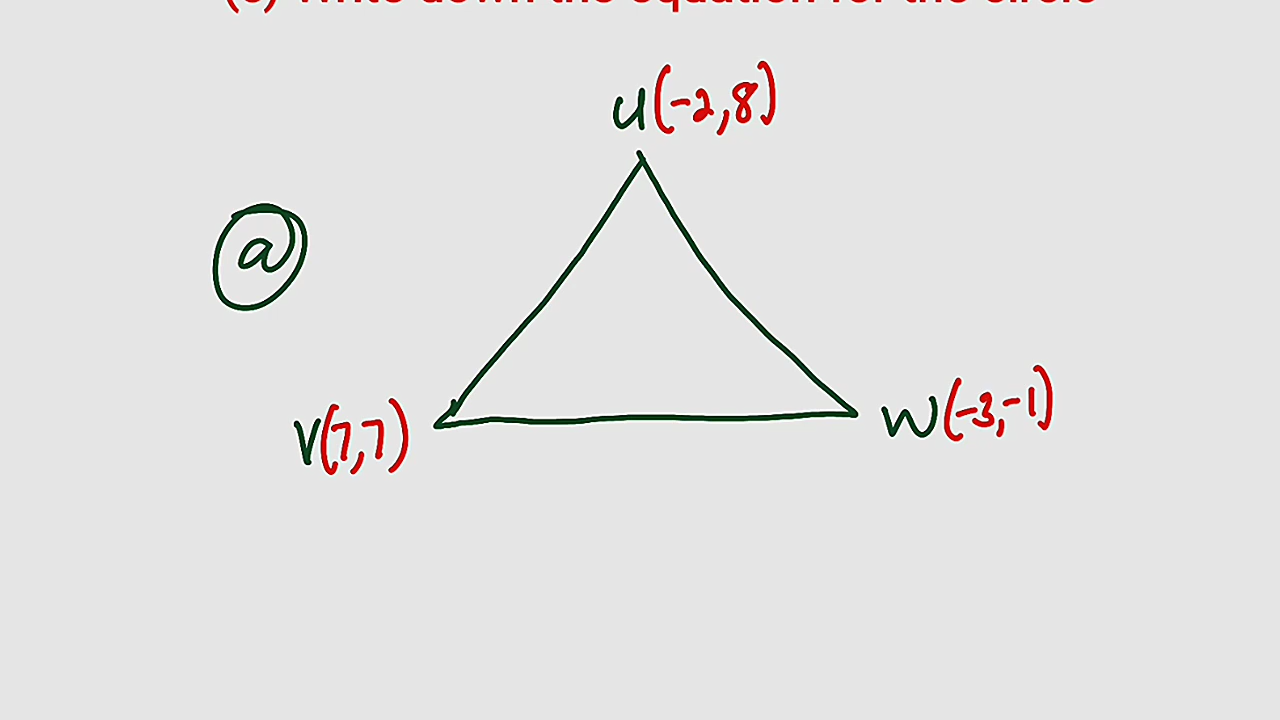 Write down the equation for the circle
U(-2,8)
a
V(7,7)
W(-3,-1)